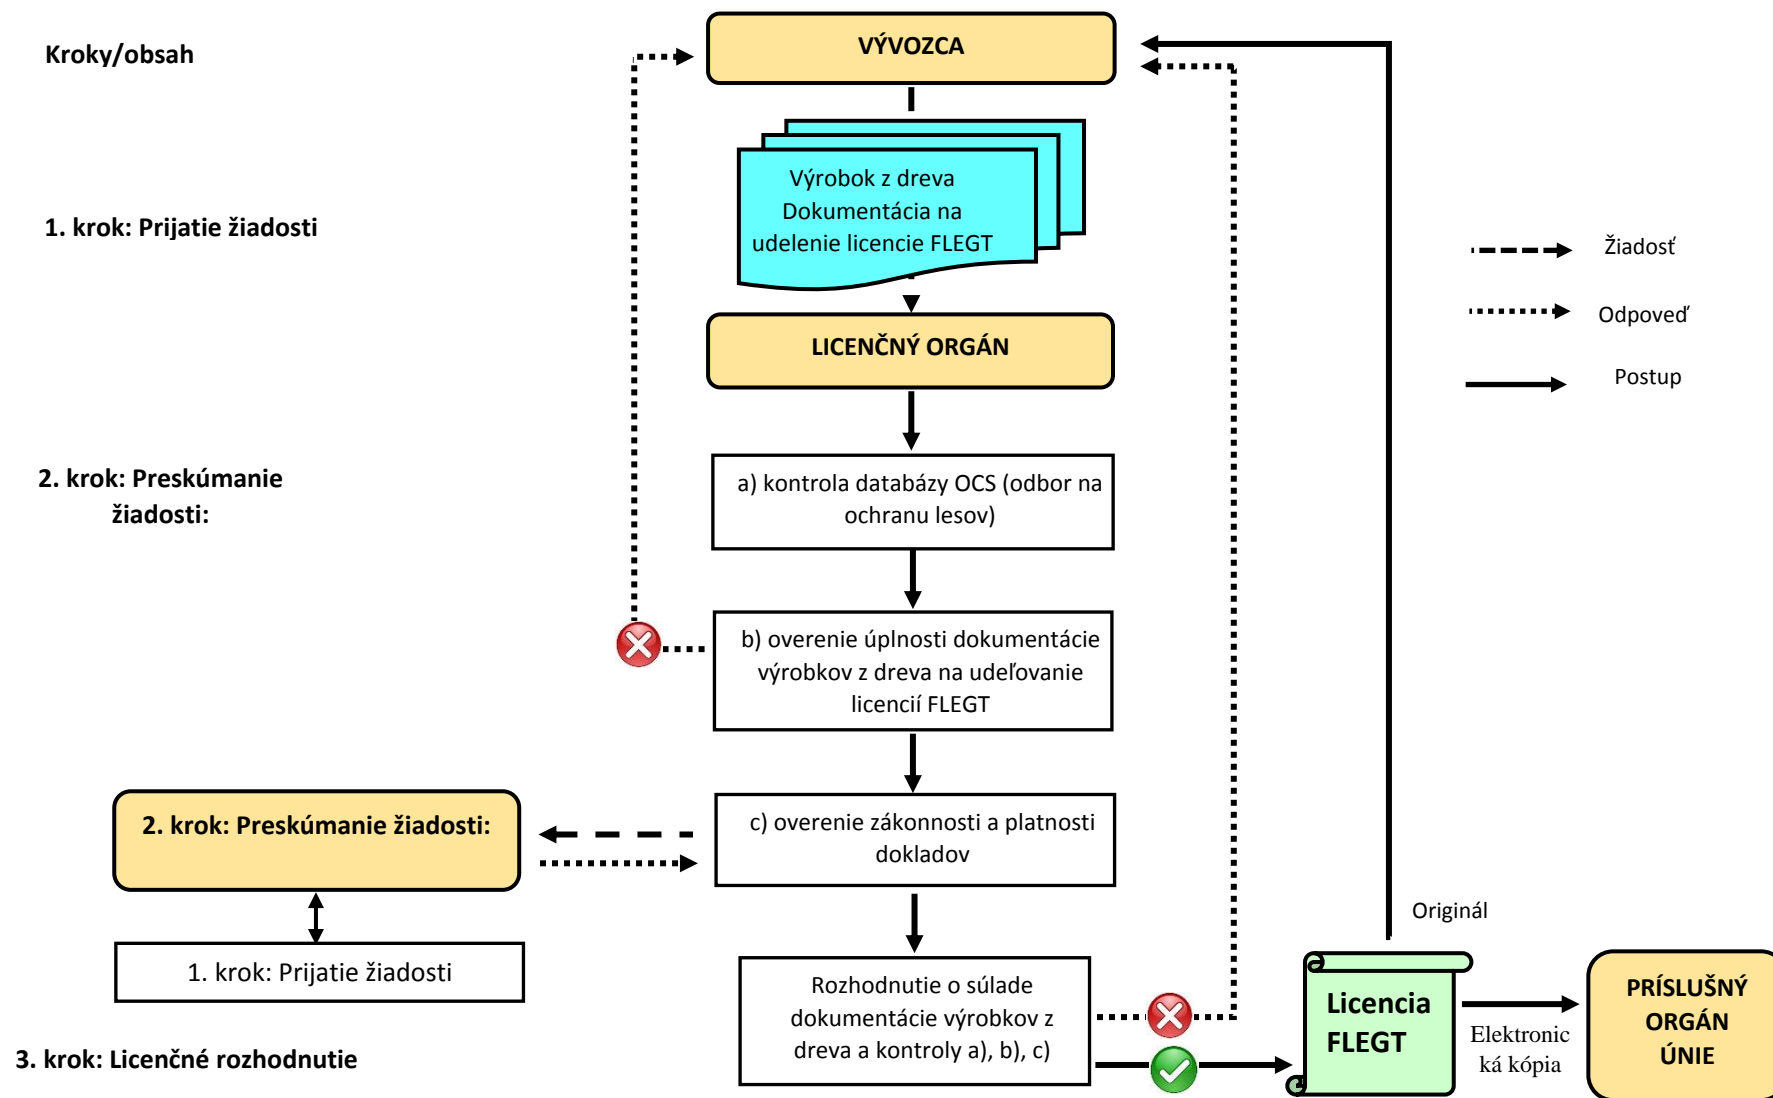 Kroky/obsah
VÝVOZCA
1. krok: Prijatie žiadosti
Výrobok z dreva
Dokumentácia na
udelenie licencie FLEGT
Žiadosť
Odpoveď
Postup
LICENČNÝ ORGÁN
2. krok: Preskúmanie
žiadosti:
a) kontrola databázy OCS (odbor na
ochranu lesov)
b) overenie úplnosti dokumentácie
výrobkov z dreva na udeľovanie
licencií FLEGT
2. krok: Preskúmanie žiadosti:
c) overenie zákonnosti a platnosti
dokladov
1. krok: Prijatie žiadosti
Originál
Rozhodnutie o súlade
dokumentácie výrobkov z
dreva a kontroly a), b), c)
Licencia
FLEGT
Elektronic
ká kópia
PRÍSLUŠNÝ
ORGÁN
ÚNIE
3. krok: Licenčné rozhodnutie